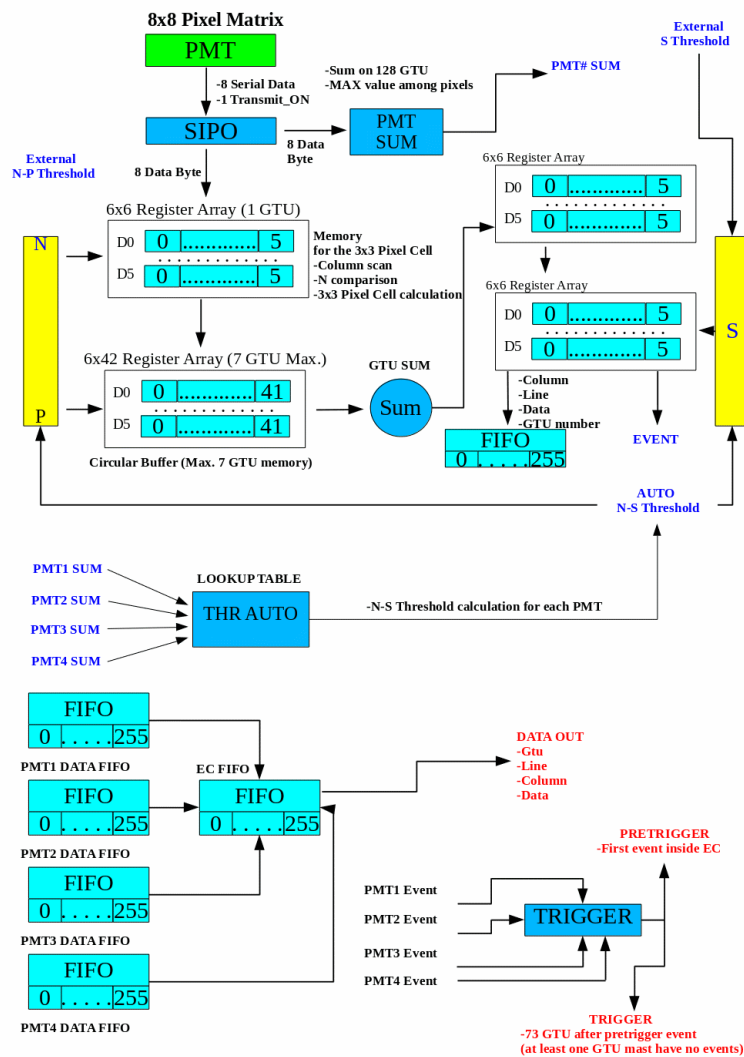 8x8 Pixel Matrix
PMT
-8 Serial Data
-1 Transmit_ON
SIPO
8 Data
Byte
8 Data Byte
-Sum on 128 GTU
-MAX value among pixels
PMT
SUM
PMT# SUM
External
S Threshold
External
N-P Threshold
6x6 Register Array (1 GTU)
D0 0 ............. 5
. . . . . . . . . . . .
D5 0 ............. 5
Memory
for the 3x3 Pixel Cell
-Column scan
-N comparison
-3x3 Pixel Cell calculation
N
P
6x42 Register Array (7 GTU Max.)
D0 0 ............. 41
. . . . . . . . . . . .
D5 0 ............. 41
Circular Buffer (Max. 7 GTU memory)
GTU SUM
Sum
6x6 Register Array
D0 0 ............. 5
. . . . . . . . . . . .
D5 0 ............. 5
6x6 Register Array
D0 0 ............. 5
. . . . . . . . . . . .
D5 0 ............. 5
S
-Column
-Line
-Data
-GTU number
FIFO
0 . . . . . 255
EVENT
AUTO
N-S Threshold
PMT1 SUM
PMT2 SUM
PMT3 SUM
PMT4 SUM
LOOKUP TABLE
THR AUTO
-N-S Threshold calculation for each PMT
FIFO
0 . . . . . 255
PMT1 DATA FIFO
FIFO
0 . . . . . 255
PMT2 DATA FIFO
FIFO
0 . . . . . 255
PMT3 DATA FIFO
FIFO
0 . . . . . 255
PMT4 DATA FIFO
EC FIFO
FIFO
0 . . . . . 255
DATA OUT
-Gtu
-Line
-Column
-Data
PMT1 Event
PMT2 Event
PMT3 Event
PMT4 Event
TRIGGER
PRETRIGGER
-First event inside EC
TRIGGER
-73 GTU after pretrigger event
(at least one GTU mast have no events)